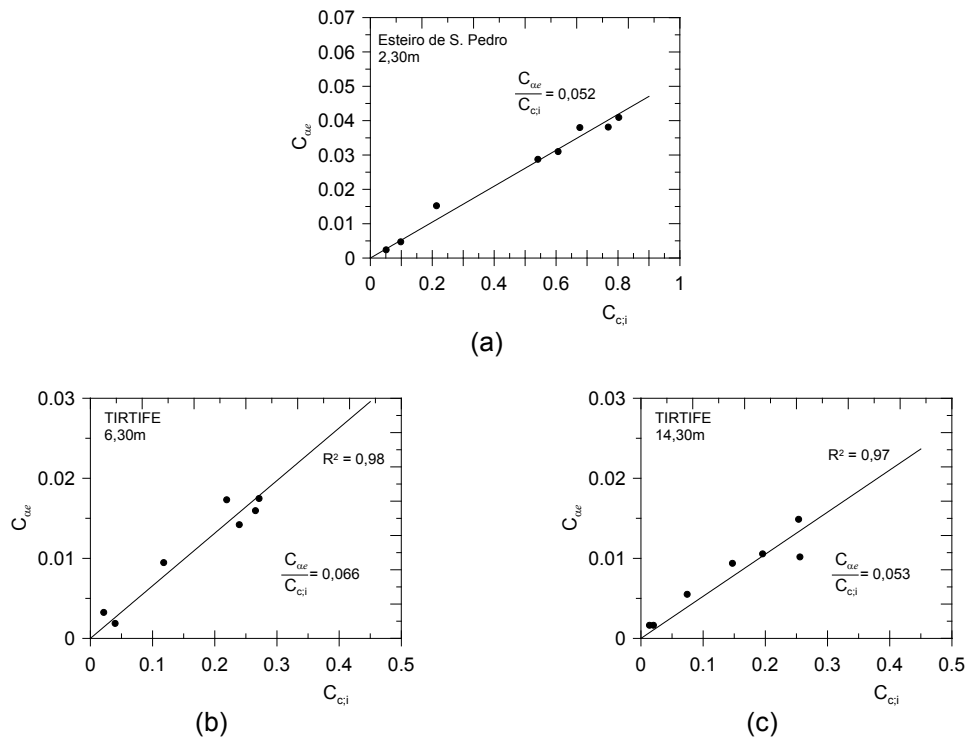 0.07
0.06
0.05
0.04
0.03
0.02
0.01
0
Cαe
Esteiro de S. Pedro
2,30m
Cαe
Cc;i
= 0,052
0 0.2 0.4 0.6 0.8 1
Cc;i
(a)
0.03
0.02
0.01
0
Cαe
TIRTIFE
6,30m
R² = 0,98
Cαe
Cc;i
= 0,066
0 0.1 0.2 0.3 0.4 0.5
Cc;i
(b)
0.03
0.02
0.01
0
Cαe
TIRTIFE
14,30m
R² = 0,97
Cαe
Cc;i
= 0,053
0 0.1 0.2 0.3 0.4 0.5
Cc;i
(c)